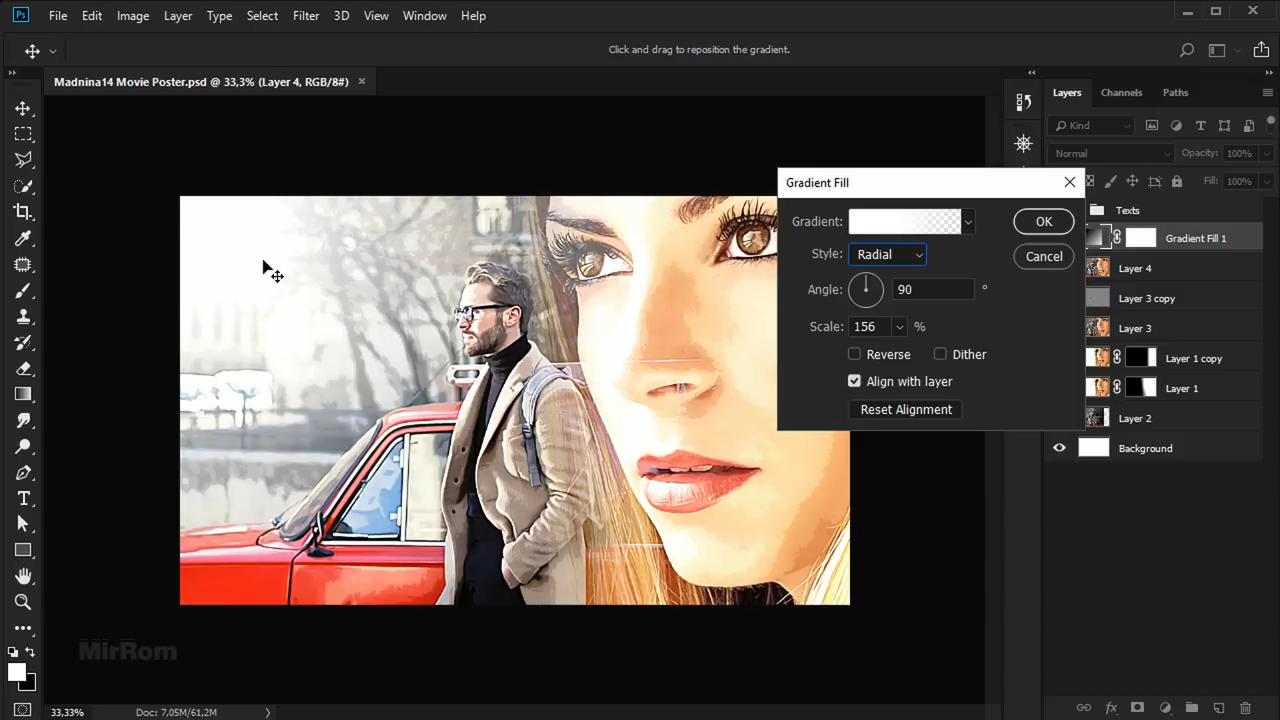 Ps File Edit Image Layer Type Select Filter 3D View Window Help
Click and drag to reposition the gradient.
Madnina14 Movie Poster.psd @ 33,3% (Layer 4, RGB/8#)
Layers Channels Paths
Kind
Normal Opacity: 100%
Fill: 100%
Gradient Fill
Texts
Gradient: OK
Gradient Fill 1
Style: Radial
Cancel
Layer 4
Angle: 90 °
Layer 3 copy
Scale: 156 %
Layer 3
Reverse Dither
Layer 1 copy
Align with layer
Layer 1
Reset Alignment
Layer 2
Background
MirRom
33,33% Doc: 7,05M/61,2M